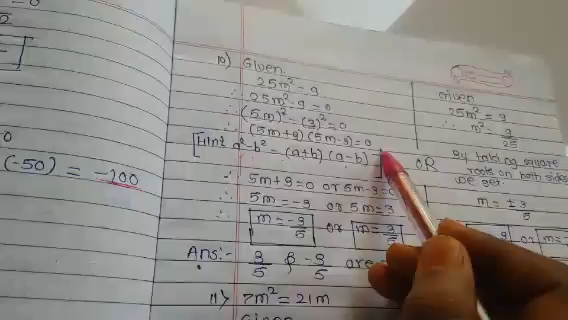 (-50) = -100
10) Given
25m² = 9
∴ 25m² - 9 = 0
∴ (5m)² - (3)² = 0
∴ (5m+3) (5m-3) = 0
[Hint a²-b² = (a+b) (a-b)
∴ 5m+3=0 or 5m-3=0
∴ 5m = -3 or 5m=3
∴ m = -3/5 or m = 3/5
Ans:- 3/5 & -3/5 are
11) 7m² = 21m
Given
OR
Given
25m² = 9
∴ m² = 9/25
By taking square
roots on both sides
we get.
m = ± 3/5
or m =